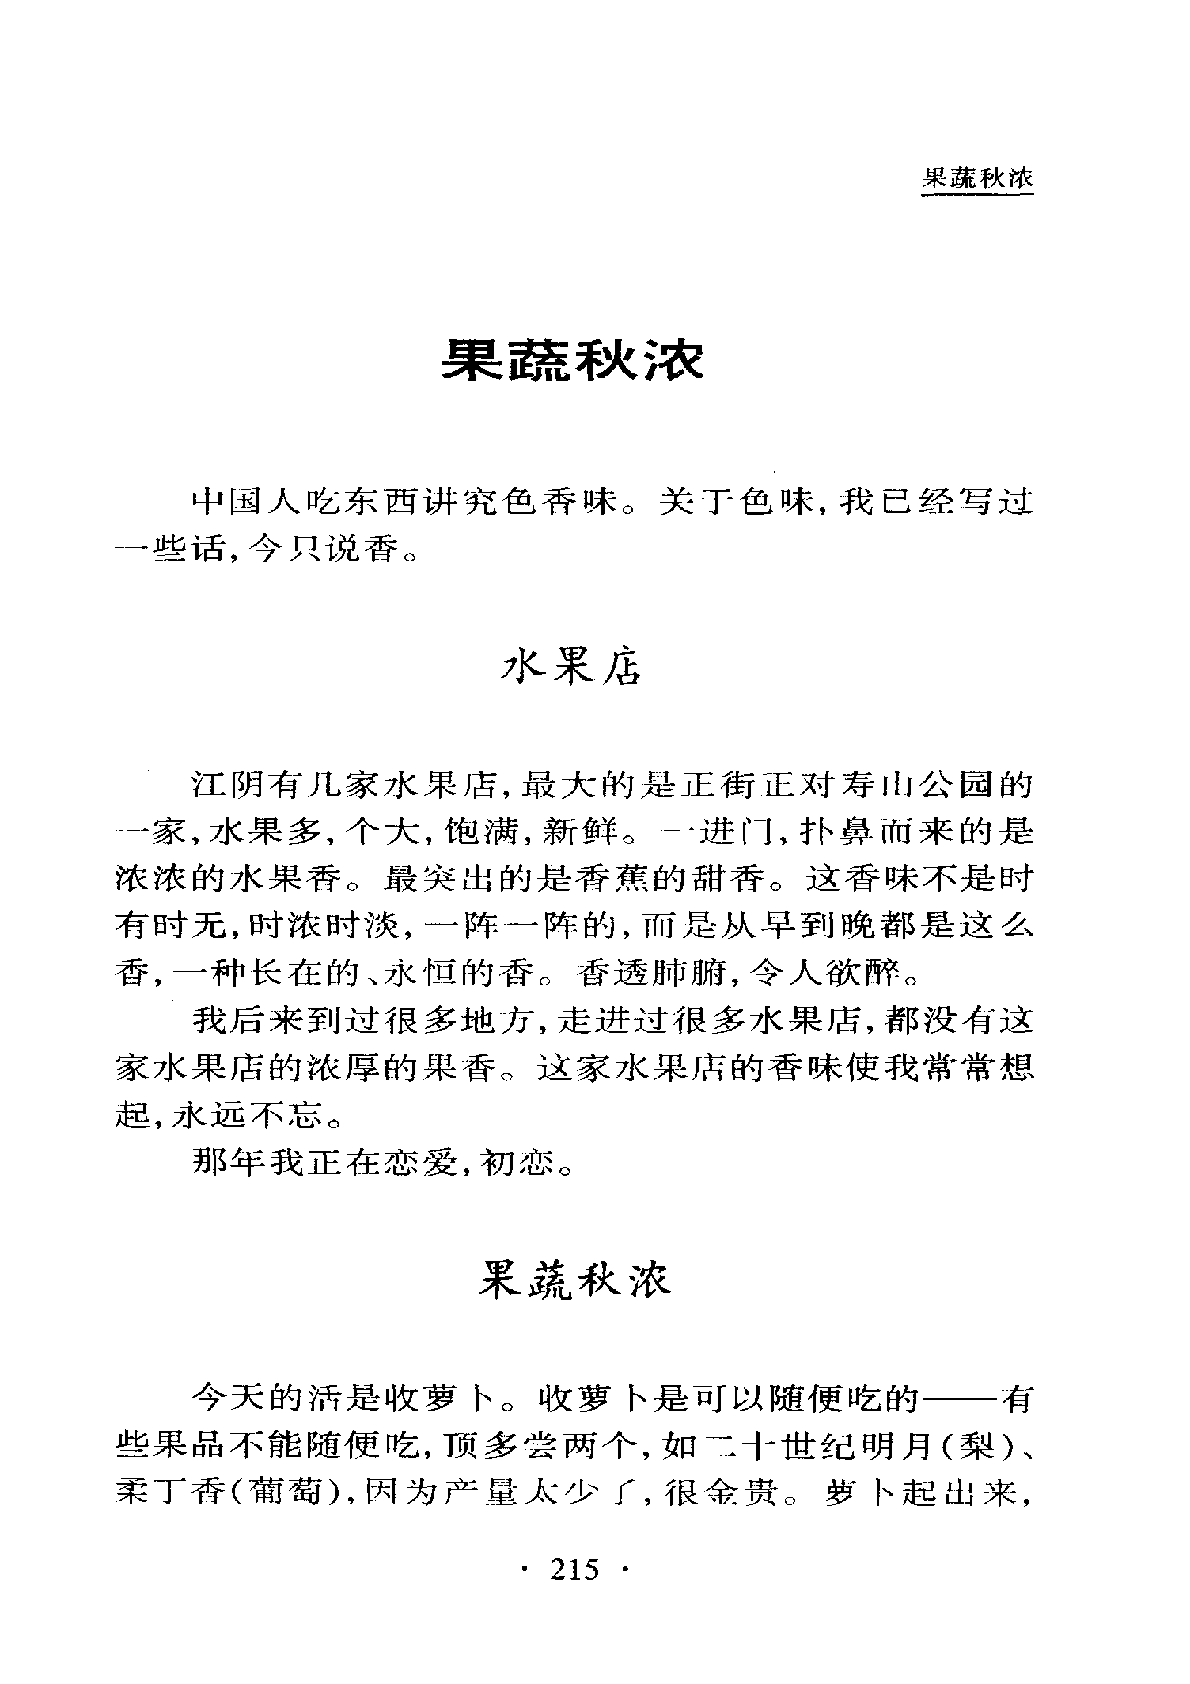 果蔬秋浓
果蔬秋浓
中国人吃东西讲究色香味。关于色味,我已经写过
一些话,今只说香。
水果店
江阴有几家水果店,最大的是正街正对寿山公园的
一家,水果多,个大,饱满,新鲜。一进门,扑鼻而来的是
浓浓的水果香。最突出的是香蕉的甜香。这香味不是时
有时无,时浓时淡,一阵一阵的,而是从早到晚都是这么
香,一种长在的、永恒的香。香透肺腑,令人欲醉。
我后来到过很多地方,走进过很多水果店,都没有这
家水果店的浓厚的果香。这家水果店的香味使我常常想
起,永远不忘。
那年我正在恋爱,初恋。
果蔬秋浓
今天的活是收萝卜。收萝卜是可以随便吃的——有
些果品不能随便吃,顶多尝两个,如二十世纪明月(梨)、
柔丁香(葡萄),因为产量太少了,很金贵。萝卜起出来,
· 215 ·